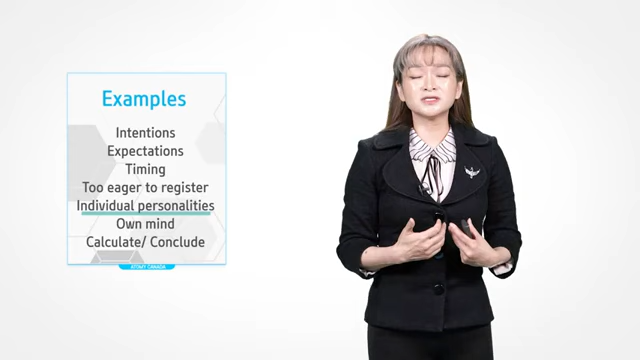 Examples
Intentions
Expectations
Timing
Too eager to register
Individual personalities
Own mind
Calculate/ Conclude
ATOMY CANADA